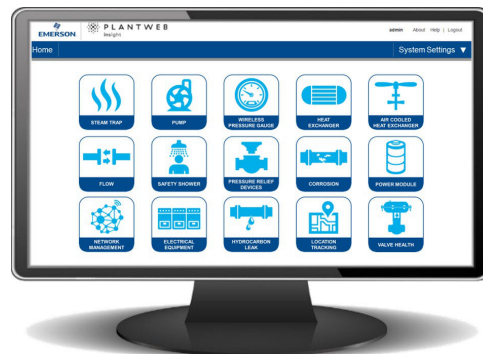 EMERSON
PLANTWEB
Insight
admin About Help | Logout
Home
System Settings ▼
STEAM TRAP
PUMP
WIRELESS
PRESSURE GAUGE
HEAT
EXCHANGER
AIR COOLED
HEAT EXCHANGER
FLOW
SAFETY SHOWER
PRESSURE RELIEF
DEVICES
CORROSION
POWER MODULE
NETWORK
MANAGEMENT
ELECTRICAL
EQUIPMENT
HYDROCARBON
LEAK
LOCATION
TRACKING
VALVE HEALTH